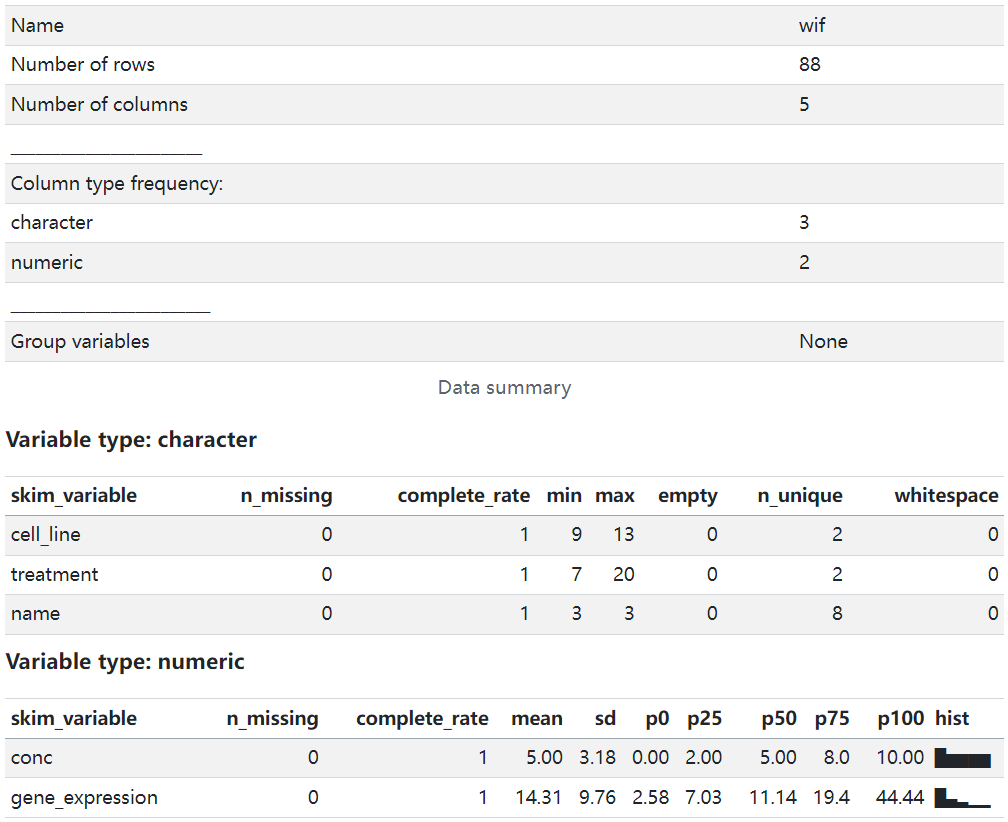 Name wif
Number of rows 88
Number of columns 5
_______________________
Column type frequency:
character 3
numeric 2
________________________
Group variables None
Data summary
Variable type: character
skim_variable n_missing complete_rate min max empty n_unique whitespace
cell_line 0 1 9 13 0 2 0
treatment 0 1 7 20 0 2 0
name 0 1 3 3 0 8 0
Variable type: numeric
skim_variable n_missing complete_rate mean sd p0 p25 p50 p75 p100 hist
conc 0 1 5.00 3.18 0.00 2.00 5.00 8.0 10.00 ▇▅▅▅▅
gene_expression 0 1 14.31 9.76 2.58 7.03 11.14 19.4 44.44 ▇▃▂▁▁